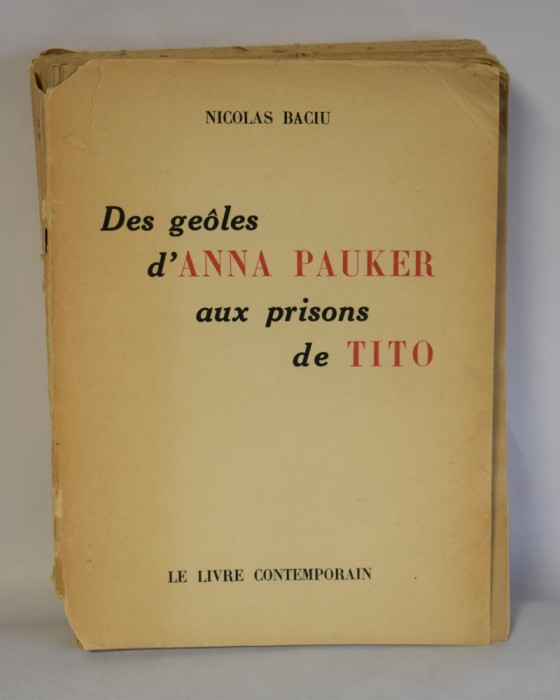 NICOLAS BACIU
Des geôles
d'ANNA PAUKER
aux prisons
de TITO
LE LIVRE CONTEMPORAIN